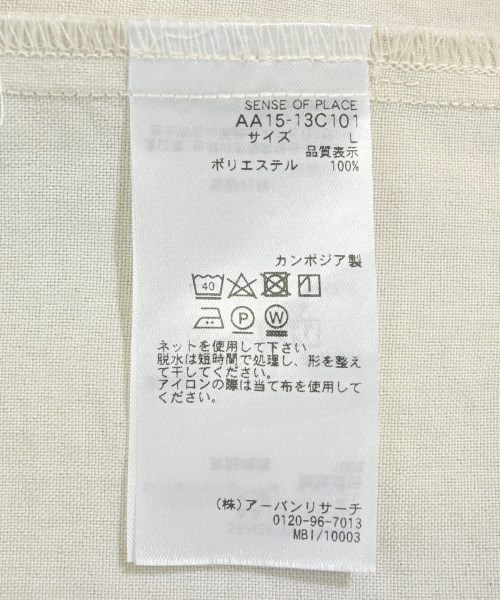 SENSE OF PLACE
AA15-13C101
サイズ L
品質表示
ポリエステル 100%
カンボジア製
40
P W
ネットを使用して下さい
脱水は短時間で処理し、形を整え
て干してください。
アイロンの際は当て布を使用して
ください。
(株)アーバンリサーチ
0120-96-7013
MBI/10003